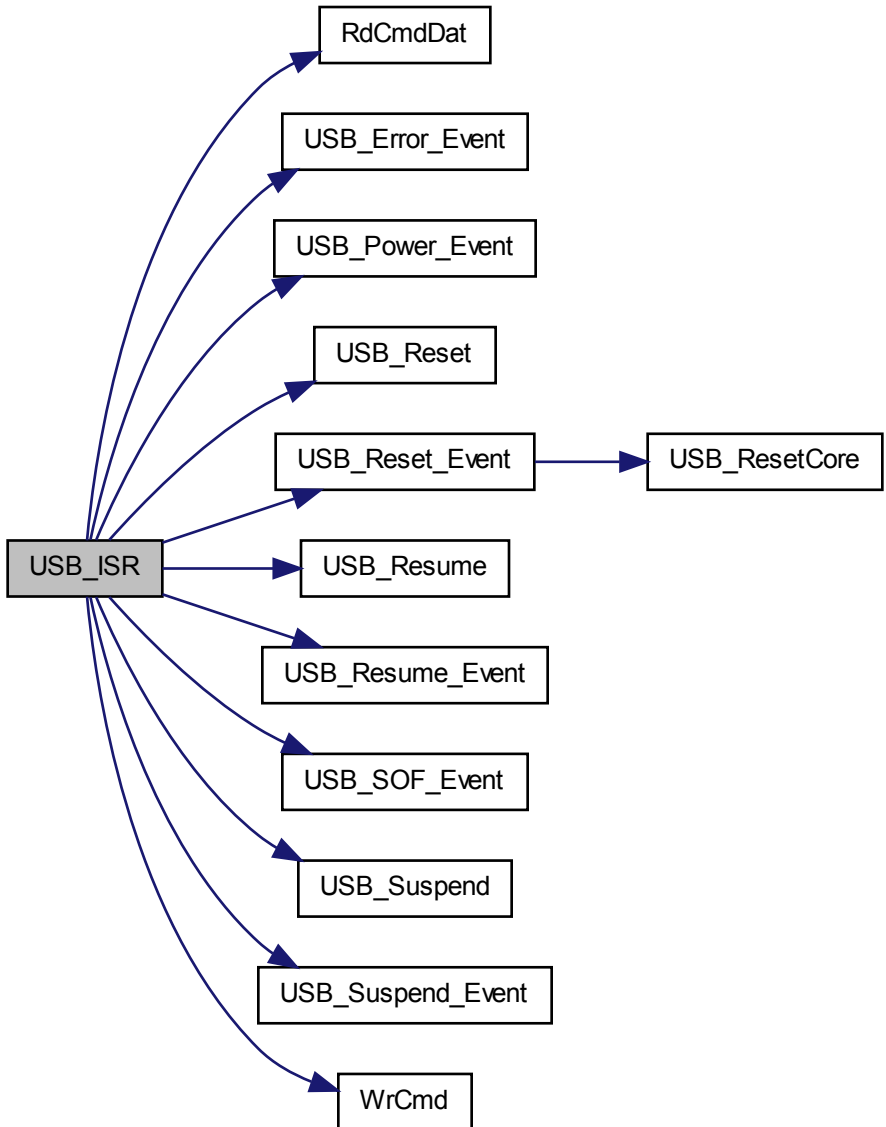 RdCmdDat
USB_Error_Event
USB_Power_Event
USB_Reset
USB_Reset_Event
USB_ResetCore
USB_ISR
USB_Resume
USB_Resume_Event
USB_SOF_Event
USB_Suspend
USB_Suspend_Event
WrCmd